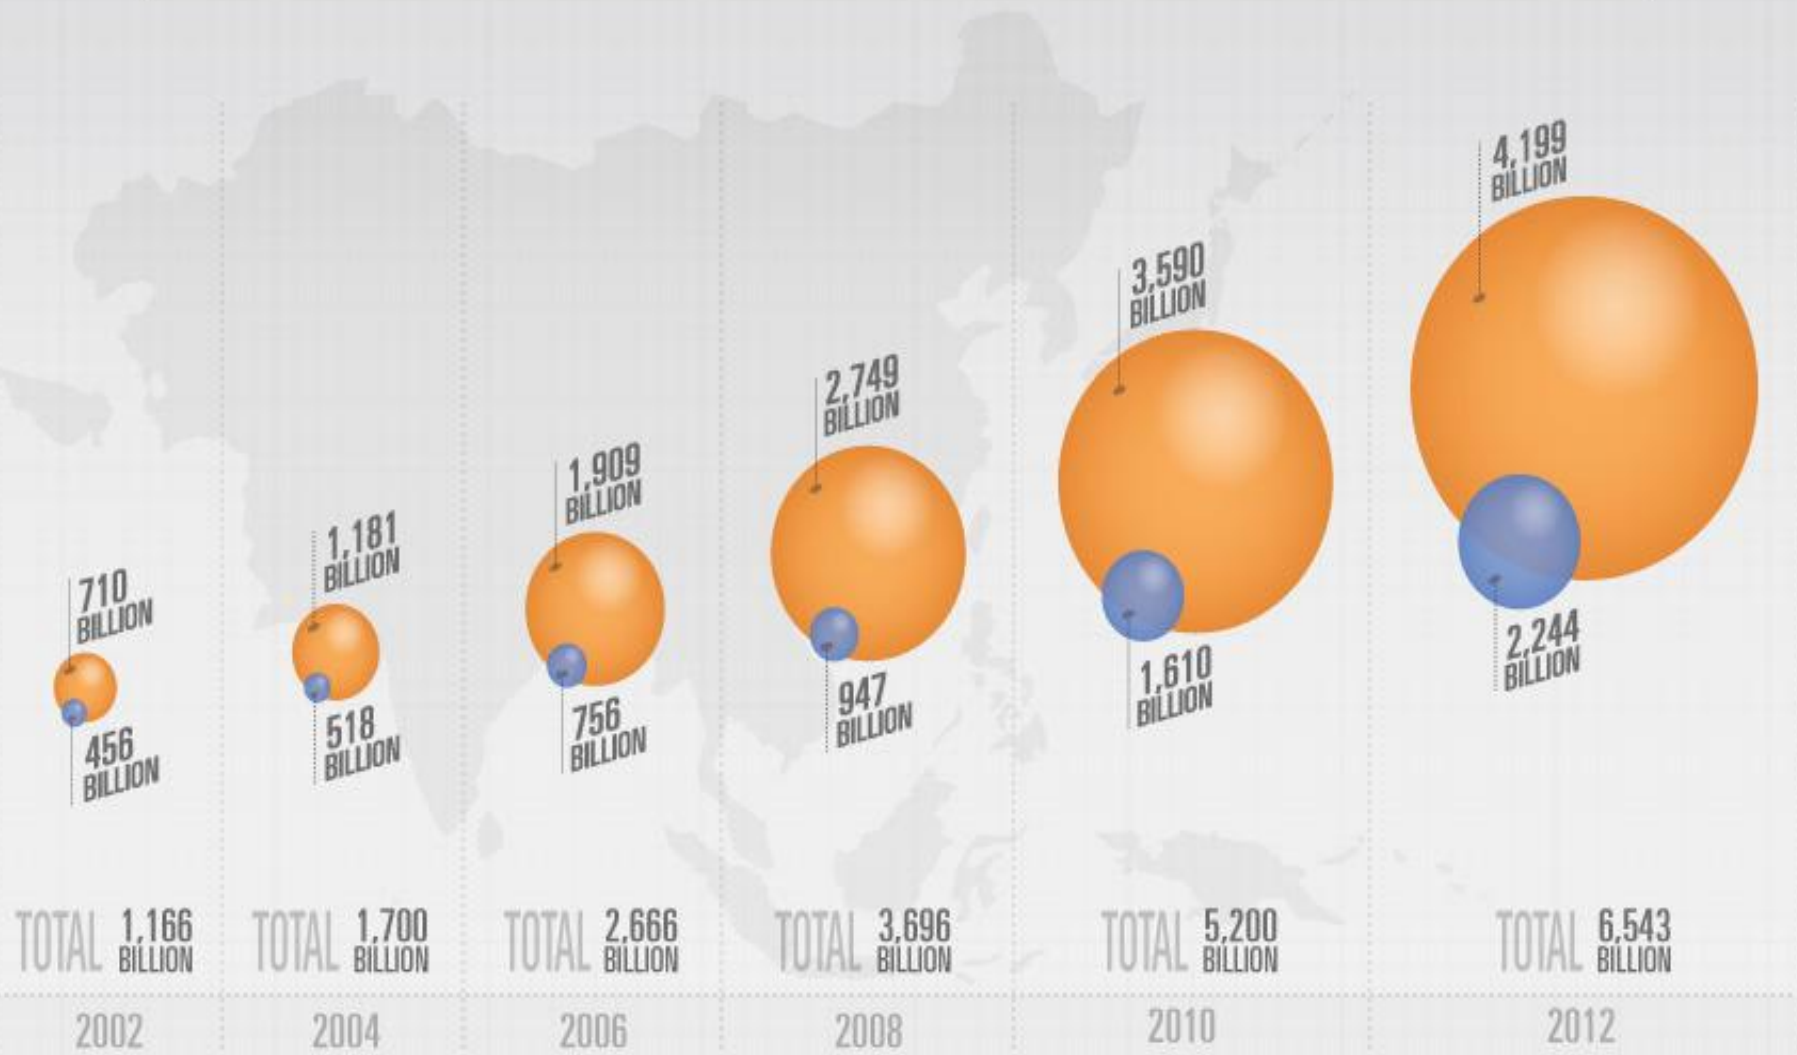 4,199
BILLION
3,590
BILLION
2,749
BILLION
1,909
BILLION
1,181
BILLION
710
BILLION
456
BILLION
518
BILLION
756
BILLION
947
BILLION
1,610
BILLION
2,244
BILLION
TOTAL 1,166 BILLION
TOTAL 1,700 BILLION
TOTAL 2,666 BILLION
TOTAL 3,696 BILLION
TOTAL 5,200 BILLION
TOTAL 6,543 BILLION
2002 2004 2006 2008 2010 2012